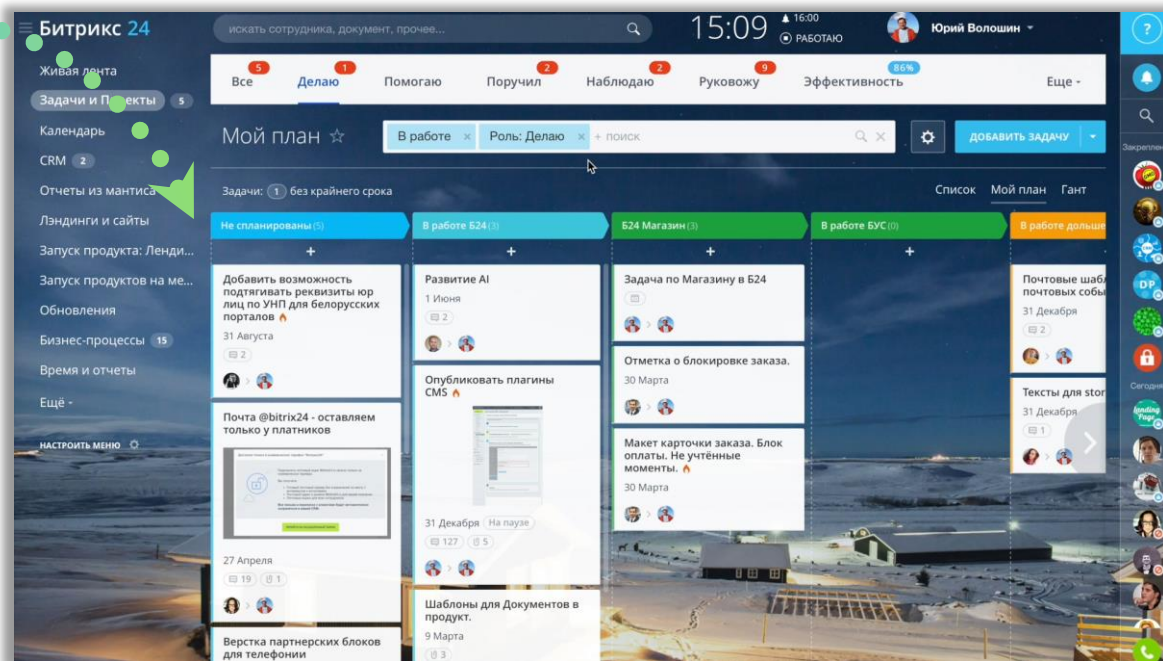 Битрикс 24
искать сотрудника, документ, прочее...
15:09
16:00
РАБОТАЮ
Юрий Волошин
?
Живая лента
Задачи и Проекты 5
Календарь
CRM 2
Отчеты из мантиса
Лэндинги и сайты
Запуск продукта: Ленди...
Запуск продуктов на ме...
Обновления
Бизнес-процессы 15
Время и отчеты
Ещё
НАСТРОИТЬ МЕНЮ
5 1 2 2 9 86%
Все Делаю Помогаю Поручил Наблюдаю Руковожу Эффективность Еще
Мой план
В работе × Роль: Делаю × + поиск
ДОБАВИТЬ ЗАДАЧУ
Задачи: 1 без крайнего срока
Список Мой план Гант
Не спланированы (5)
+
Добавить возможность
подтягивать реквизиты юр
лиц по УНП для белорусских
порталов
31 Августа
2
Почта @bitrix24 - оставляем
только у платников
27 Апреля
19 1
Верстка партнерских блоков
для телефонии
В работе Б24 (3)
+
Развитие AI
1 Июня
2
Опубликовать плагины
CMS
31 Декабря На паузе
127 5
Шаблоны для Документов в
продукт.
9 Марта
3
Б24 Магазин (3)
+
Задача по Магазину в Б24
Отметка о блокировке заказа.
30 Марта
Макет карточки заказа. Блок
оплаты. Не учтённые
моменты.
30 Марта
В работе БУС (0)
+
В работе дольше
Почтовые шаб
почтовых собы
31 Декабря
2
Тексты для stor
31 Декабря
1
Закреплен
DP
Сегодня
Landing
Page